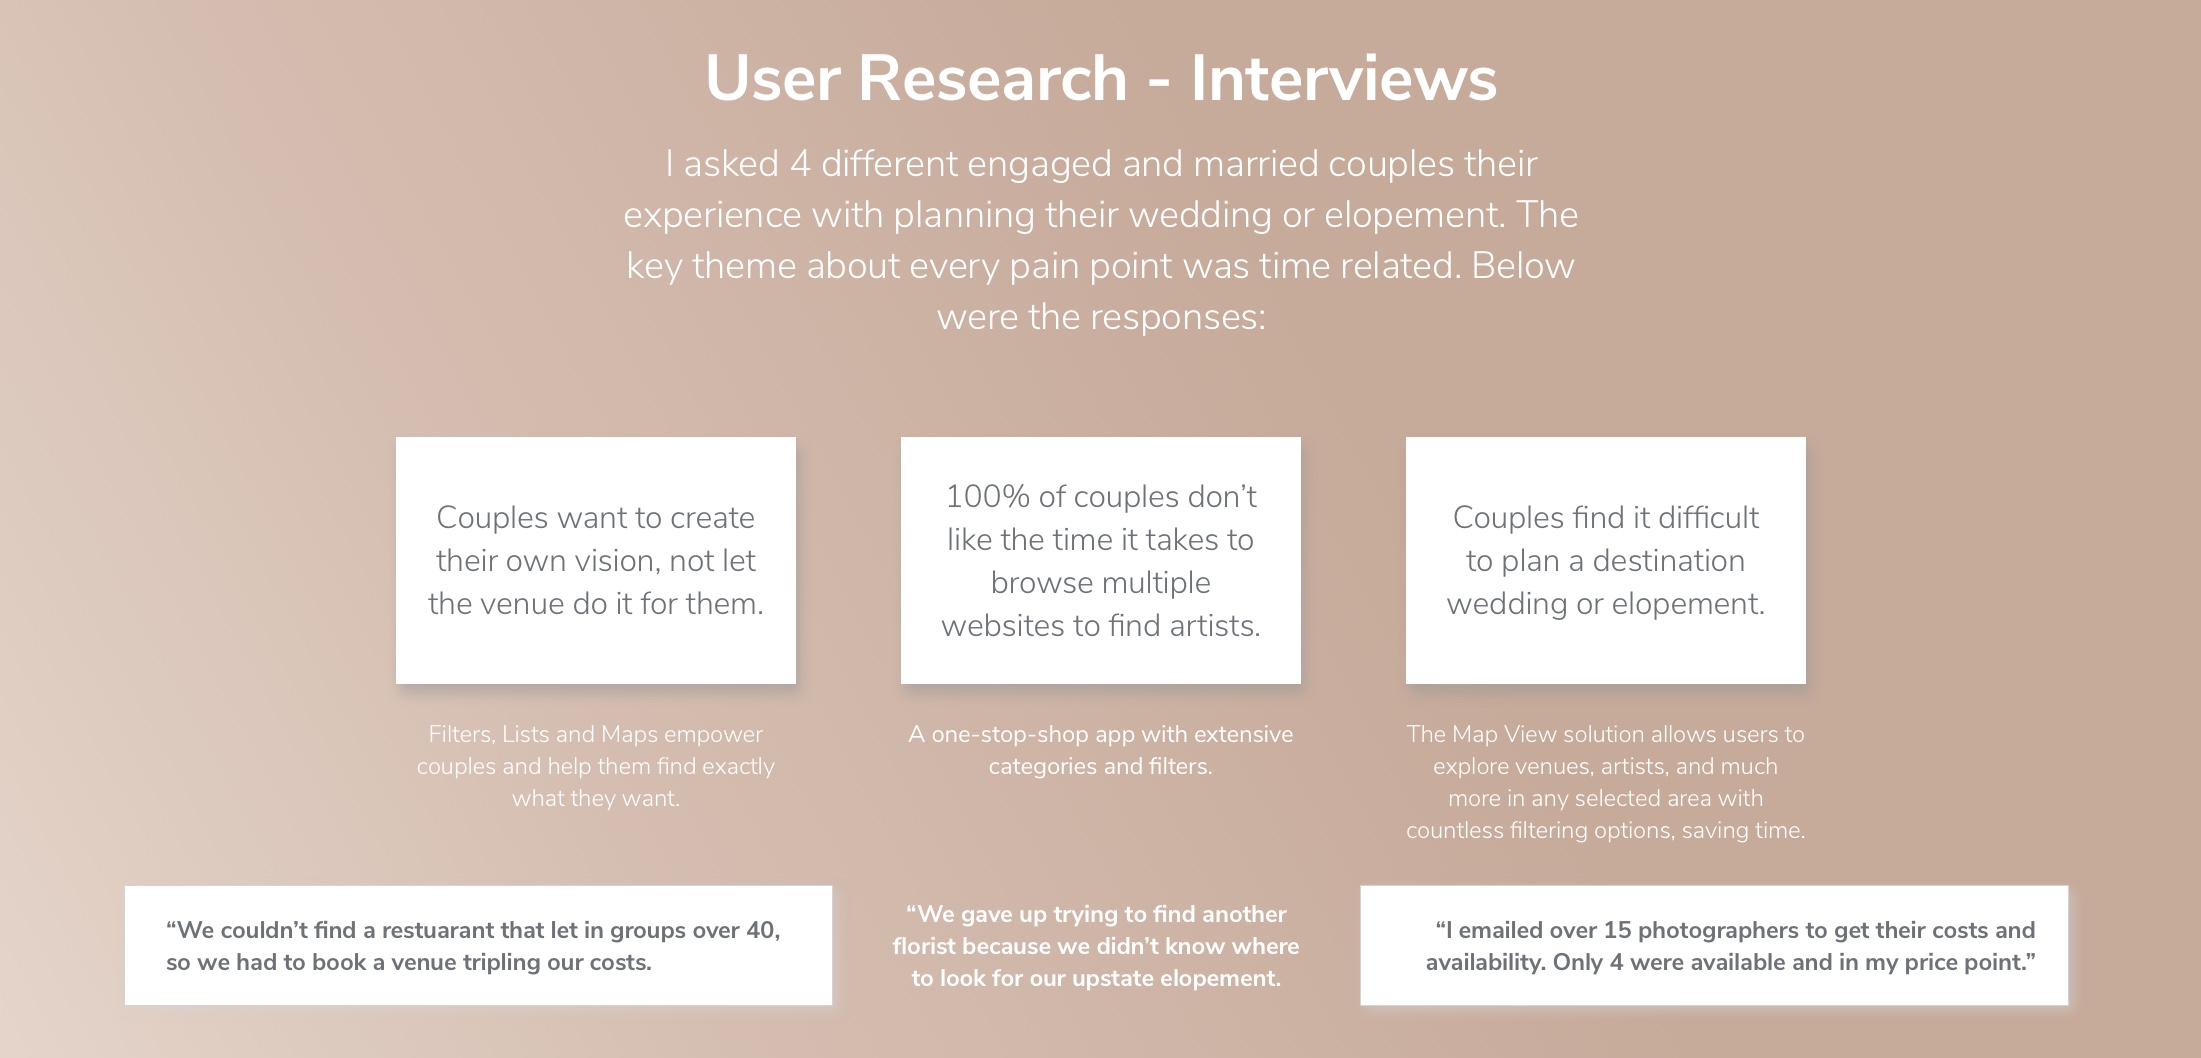 User Research - Interviews
I asked 4 different engaged and married couples their
experience with planning their wedding or elopement. The
key theme about every pain point was time related. Below
were the responses:
Couples want to create
their own vision, not let
the venue do it for them.
100% of couples don’t
like the time it takes to
browse multiple
websites to find artists.
Couples find it difficult
to plan a destination
wedding or elopement.
Filters, Lists and Maps empower
couples and help them find exactly
what they want.
A one-stop-shop app with extensive
categories and filters.
The Map View solution allows users to
explore venues, artists, and much
more in any selected area with
countless filtering options, saving time.
“We couldn’t find a restuarant that let in groups over 40,
so we had to book a venue tripling our costs.
“We gave up trying to find another
florist because we didn’t know where
to look for our upstate elopement.
“I emailed over 15 photographers to get their costs and
availability. Only 4 were available and in my price point.”